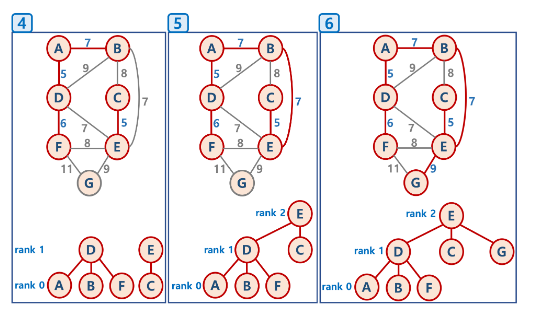 4
A 7 B
5 9 8
D C 7
6 7 5
F 8 E
11 9
G
rank 1 D E
rank 0 A B F C
5
A 7 B
5 9 8
D C 7
6 7 5
F 8 E
11 9
G
rank 2 E
rank 1 D C
rank 0 A B F
6
A 7 B
5 9 8
D C 7
6 7 5
F 8 E
11 9
G
rank 2 E
rank 1 D C G
rank 0 A B F